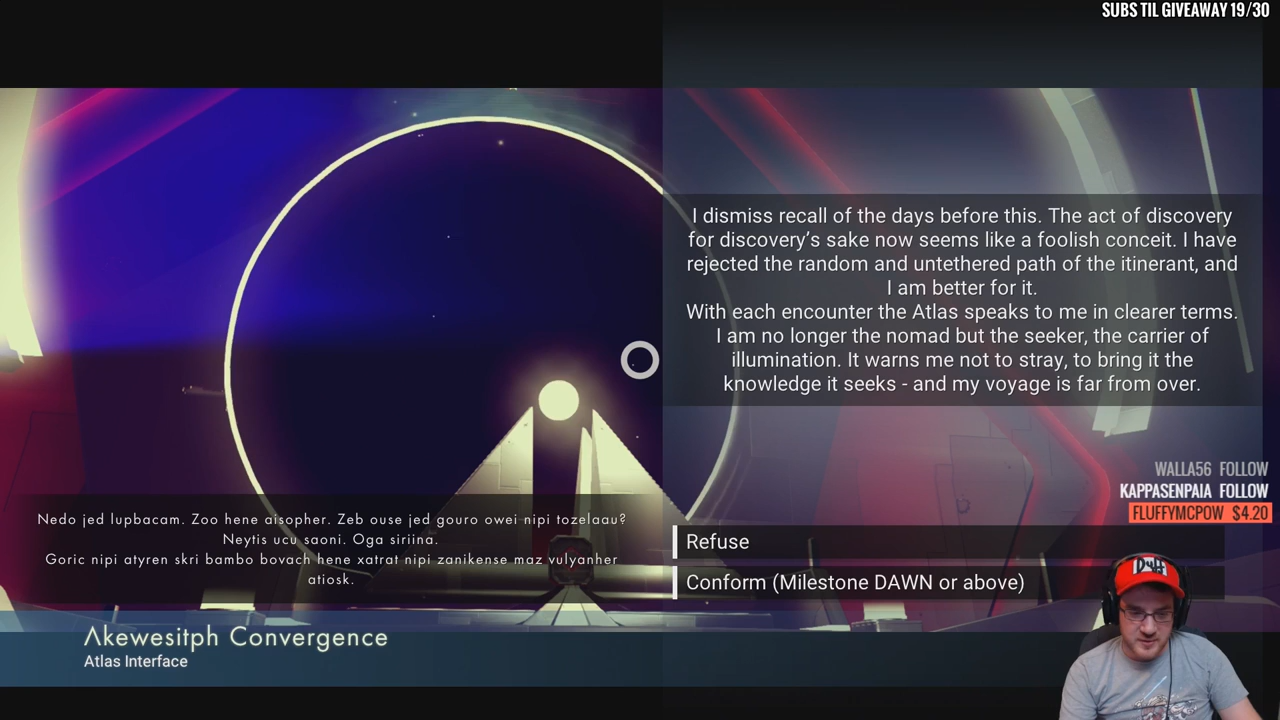 SUBS TIL GIVEAWAY 19/30
I dismiss recall of the days before this. The act of discovery
for discovery's sake now seems like a foolish conceit. I have
rejected the random and untethered path of the itinerant, and
I am better for it.
With each encounter the Atlas speaks to me in clearer terms.
I am no longer the nomad but the seeker, the carrier of
illumination. It warns me not to stray, to bring it the
knowledge it seeks - and my voyage is far from over.
WALLA56 FOLLOW
KAPPASENPAIA FOLLOW
FLUFFYMCPOW $4.20
Nedo jed lupbacam. Zoo hene aisopher. Zeb ouse jed gouro owei nipi tozelaau?
Neytis ucu saoni. Oga siriina.
Goric nipi atyren skri bambo bovach hene xatrat nipi zanikense maz vulyanher
atiosk.
Refuse
Conform (Milestone DAWN or above)
Akewesitph Convergence
Atlas Interface
Duff